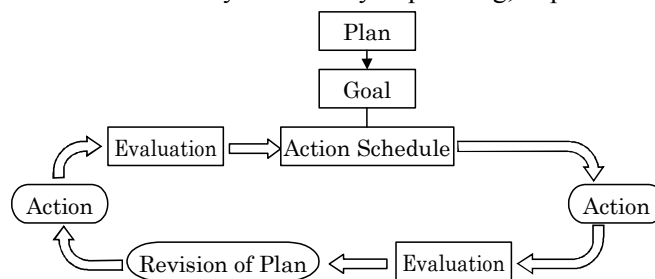 Plan
Goal
Evaluation
Action Schedule
Action
Action
Revision of Plan
Evaluation